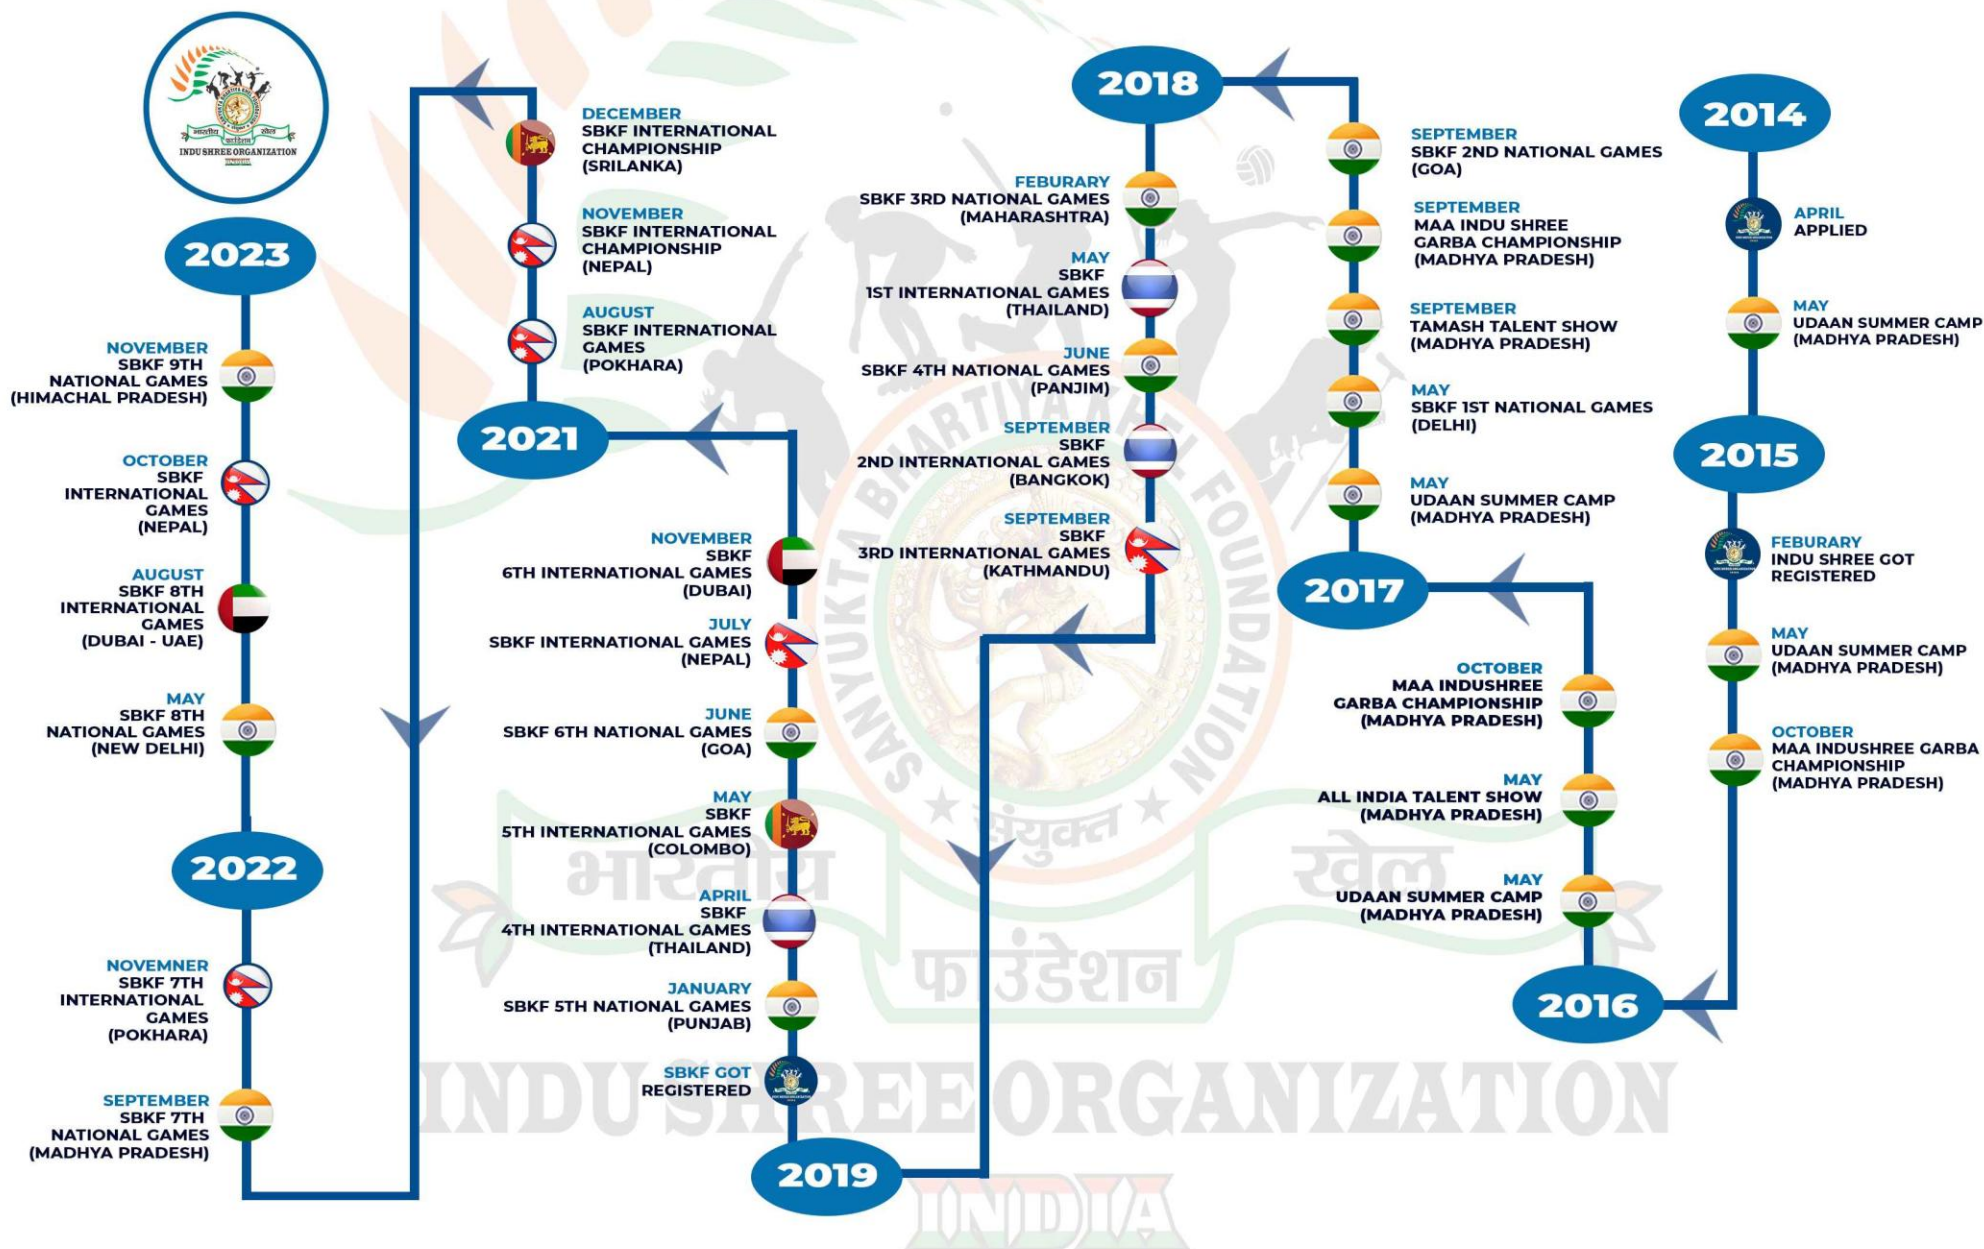 भारतीय
खेल
फाउंडेशन
INDU SHREE ORGANIZATION
2023
NOVEMBER
SBKF 9TH
NATIONAL GAMES
(HIMACHAL PRADESH)
OCTOBER
SBKF
INTERNATIONAL
GAMES
(NEPAL)
AUGUST
SBKF 8TH
INTERNATIONAL
GAMES
(DUBAI - UAE)
MAY
SBKF 8TH
NATIONAL GAMES
(NEW DELHI)
2022
NOVEMNER
SBKF 7TH
INTERNATIONAL
GAMES
(POKHARA)
SEPTEMBER
SBKF 7TH
NATIONAL GAMES
(MADHYA PRADESH)
DECEMBER
SBKF INTERNATIONAL
CHAMPIONSHIP
(SRILANKA)
NOVEMBER
SBKF INTERNATIONAL
CHAMPIONSHIP
(NEPAL)
AUGUST
SBKF INTERNATIONAL
GAMES
(POKHARA)
2021
NOVEMBER
SBKF
6TH INTERNATIONAL GAMES
(DUBAI)
JULY
SBKF INTERNATIONAL GAMES
(NEPAL)
JUNE
SBKF 6TH NATIONAL GAMES
(GOA)
MAY
SBKF
5TH INTERNATIONAL GAMES
(COLOMBO)
APRIL
SBKF
4TH INTERNATIONAL GAMES
(THAILAND)
JANUARY
SBKF 5TH NATIONAL GAMES
(PUNJAB)
SBKF GOT
REGISTERED
2019
2018
FEBURARY
SBKF 3RD NATIONAL GAMES
(MAHARASHTRA)
MAY
SBKF
1ST INTERNATIONAL GAMES
(THAILAND)
JUNE
SBKF 4TH NATIONAL GAMES
(PANJIM)
SEPTEMBER
SBKF
2ND INTERNATIONAL GAMES
(BANGKOK)
SEPTEMBER
SBKF
3RD INTERNATIONAL GAMES
(KATHMANDU)
SEPTEMBER
SBKF 2ND NATIONAL GAMES
(GOA)
SEPTEMBER
MAA INDU SHREE
GARBA CHAMPIONSHIP
(MADHYA PRADESH)
SEPTEMBER
TAMASH TALENT SHOW
(MADHYA PRADESH)
MAY
SBKF 1ST NATIONAL GAMES
(DELHI)
MAY
UDAAN SUMMER CAMP
(MADHYA PRADESH)
2017
OCTOBER
MAA INDUSHREE
GARBA CHAMPIONSHIP
(MADHYA PRADESH)
MAY
ALL INDIA TALENT SHOW
(MADHYA PRADESH)
MAY
UDAAN SUMMER CAMP
(MADHYA PRADESH)
2016
2014
APRIL
APPLIED
MAY
UDAAN SUMMER CAMP
(MADHYA PRADESH)
2015
FEBURARY
INDU SHREE GOT
REGISTERED
MAY
UDAAN SUMMER CAMP
(MADHYA PRADESH)
OCTOBER
MAA INDUSHREE GARBA
CHAMPIONSHIP
(MADHYA PRADESH)
SANYUKTA BHARTIYA KHEL FOUNDATION
संयुक्त
भारतीय
खेल
फाउंडेशन
INDU SHREE ORGANIZATION
INDIA